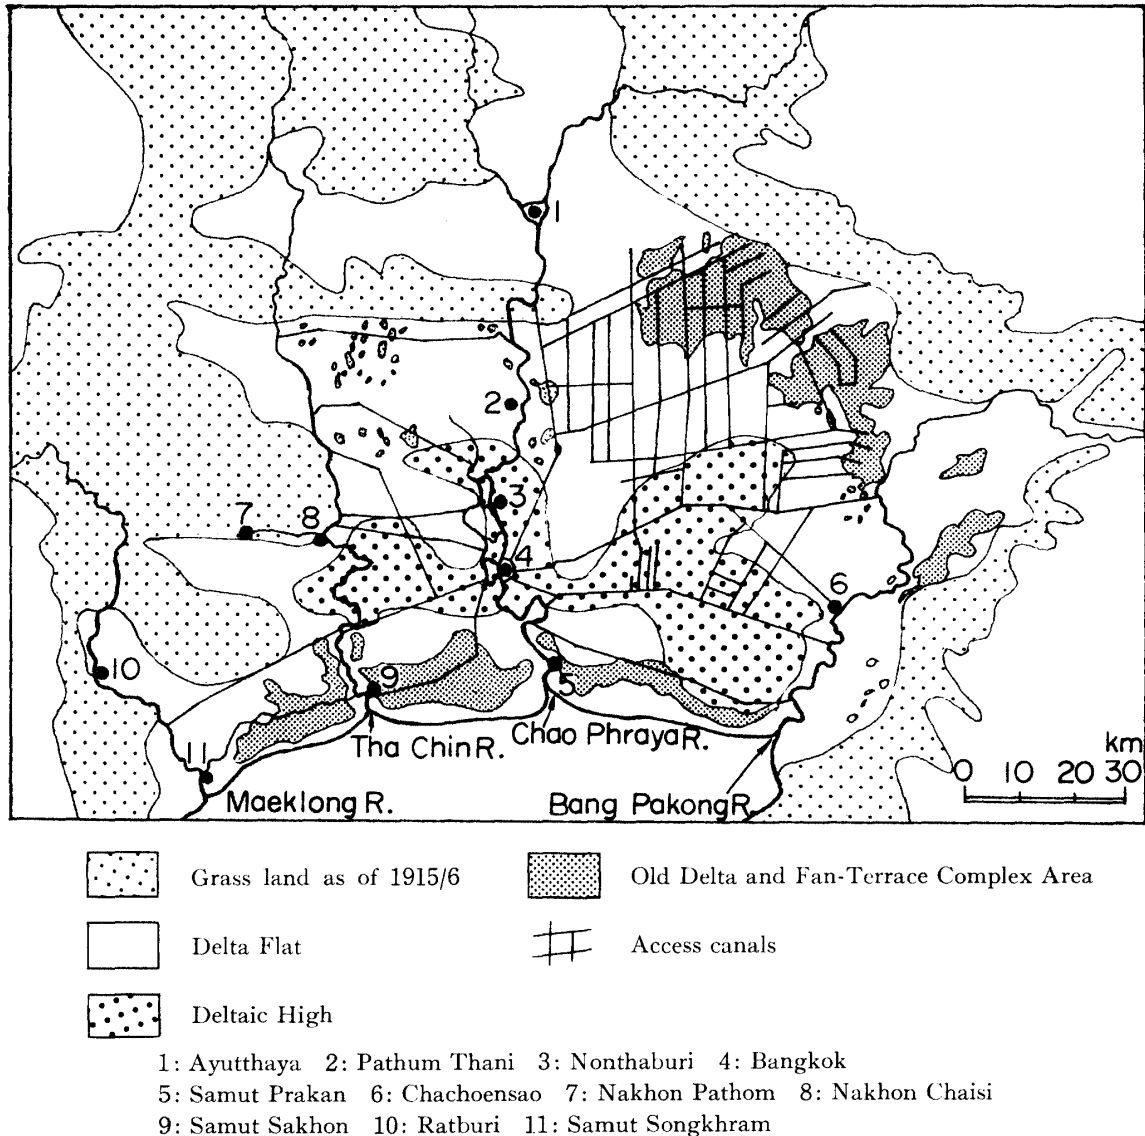 1
2
3
4
5
6
7
8
9
10
11
km
0 10 20 30
Tha Chin R.
Chao Phraya R.
Maeklong R.
Bang Pakong R.
Grass land as of 1915/6
Old Delta and Fan-Terrace Complex Area
Delta Flat
Access canals
Deltaic High
1: Ayutthaya 2: Pathum Thani 3: Nonthaburi 4: Bangkok
5: Samut Prakan 6: Chachoensao 7: Nakhon Pathom 8: Nakhon Chaisi
9: Samut Sakhon 10: Ratburi 11: Samut Songkhram